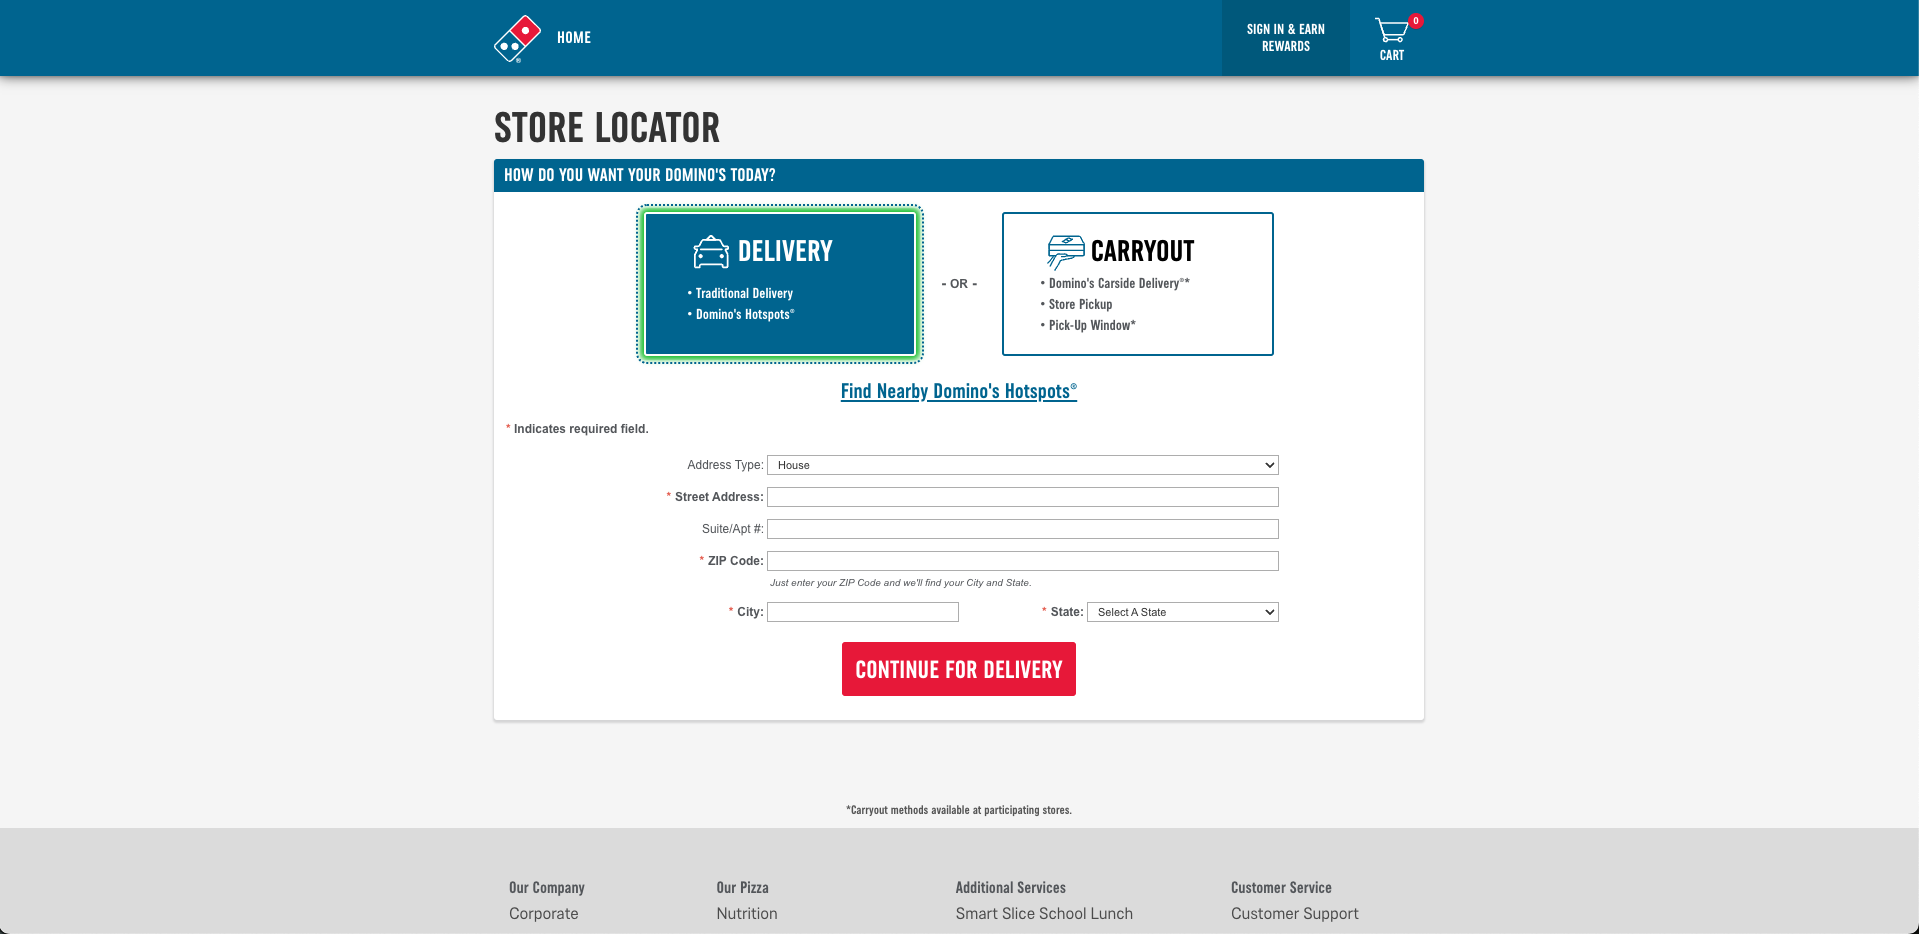 HOME
SIGN IN & EARN
REWARDS
0
CART
STORE LOCATOR
HOW DO YOU WANT YOUR DOMINO'S TODAY?
DELIVERY
• Traditional Delivery
• Domino's Hotspots®
- OR -
CARRYOUT
• Domino's Carside Delivery®*
• Store Pickup
• Pick-Up Window*
Find Nearby Domino's Hotspots®
* Indicates required field.
Address Type: House
* Street Address:
Suite/Apt #:
* ZIP Code:
Just enter your ZIP Code and we'll find your City and State.
* City: * State: Select A State
CONTINUE FOR DELIVERY
*Carryout methods available at participating stores.
Our Company Our Pizza Additional Services Customer Service
Corporate Nutrition Smart Slice School Lunch Customer Support